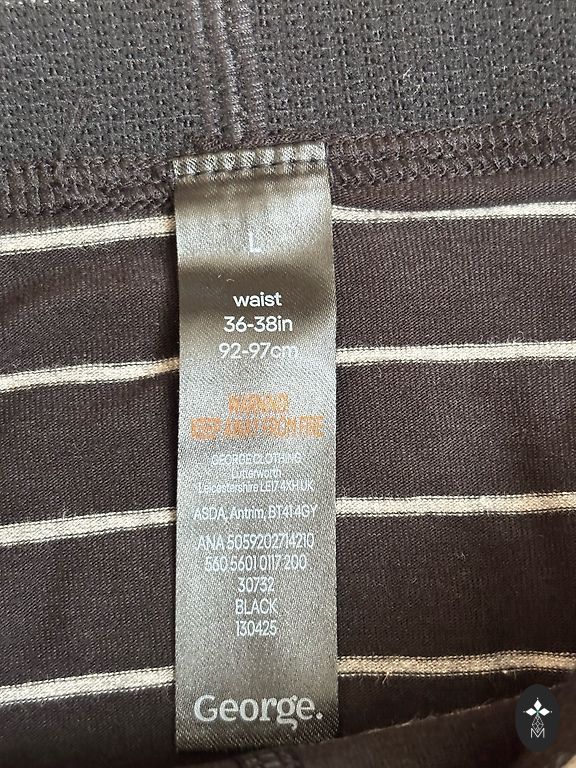 L
waist
36-38in
92-97cm
WARNING
KEEP AWAY FROM FIRE
GEORGE CLOTHING
Lutterworth
Leicestershire LE17 4XH UK
ASDA, Antrim, BT41 4GY
ANA 5059202714210
560 5601 0117 200
30732
BLACK
130425
George.
M